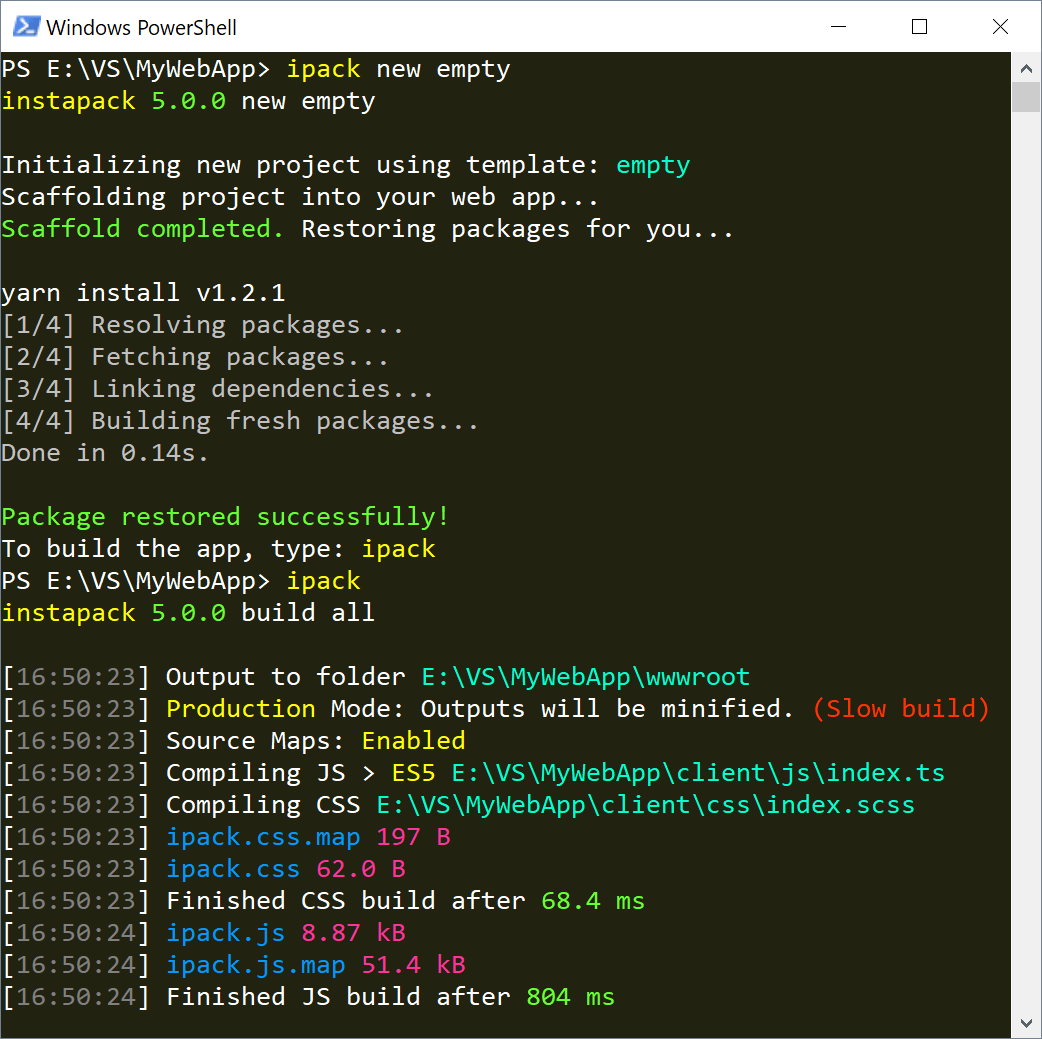 Windows PowerShell
PS E:\VS\MyWebApp> ipack new empty
instapack 5.0.0 new empty
Initializing new project using template: empty
Scaffolding project into your web app...
Scaffold completed. Restoring packages for you...
yarn install v1.2.1
[1/4] Resolving packages...
[2/4] Fetching packages...
[3/4] Linking dependencies...
[4/4] Building fresh packages...
Done in 0.14s.
Package restored successfully!
To build the app, type: ipack
PS E:\VS\MyWebApp> ipack
instapack 5.0.0 build all
[16:50:23] Output to folder E:\VS\MyWebApp\wwwroot
[16:50:23] Production Mode: Outputs will be minified. (Slow build)
[16:50:23] Source Maps: Enabled
[16:50:23] Compiling JS > ES5 E:\VS\MyWebApp\client\js\index.ts
[16:50:23] Compiling CSS E:\VS\MyWebApp\client\css\index.scss
[16:50:23] ipack.css.map 197 B
[16:50:23] ipack.css 62.0 B
[16:50:23] Finished CSS build after 68.4 ms
[16:50:24] ipack.js 8.87 kB
[16:50:24] ipack.js.map 51.4 kB
[16:50:24] Finished JS build after 804 ms